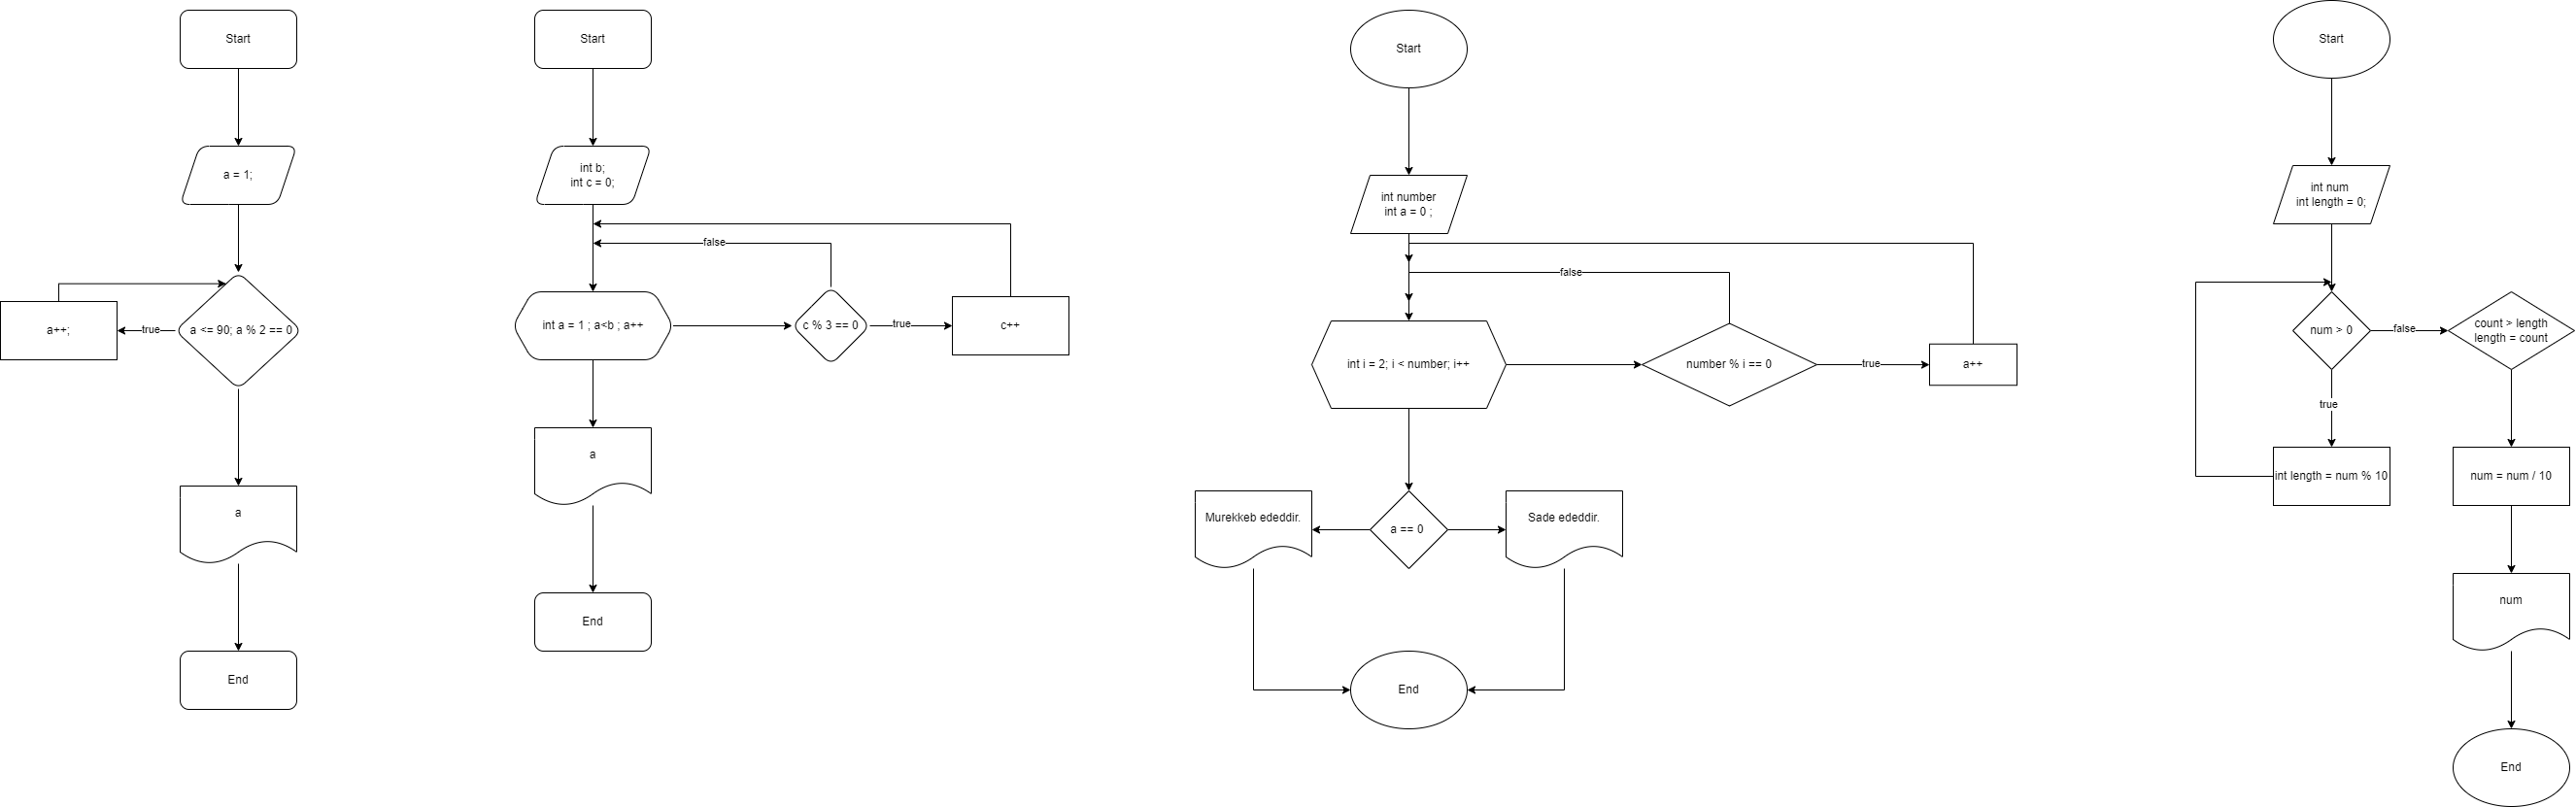 Start
a = 1;
a <= 90; a % 2 == 0
true
a++;
a
End
Start
int b;
int c = 0;
false
int a = 1 ; a<b ; a++
c % 3 == 0
true
c++
a
End
Start
int number
int a = 0 ;
false
int i = 2; i < number; i++
number % i == 0
true
a++
Murekkeb ededdir.
a == 0
Sade ededdir.
End
Start
int num
int length = 0;
num > 0
false
count > length
length = count
true
int length = num % 10
num = num / 10
num
End